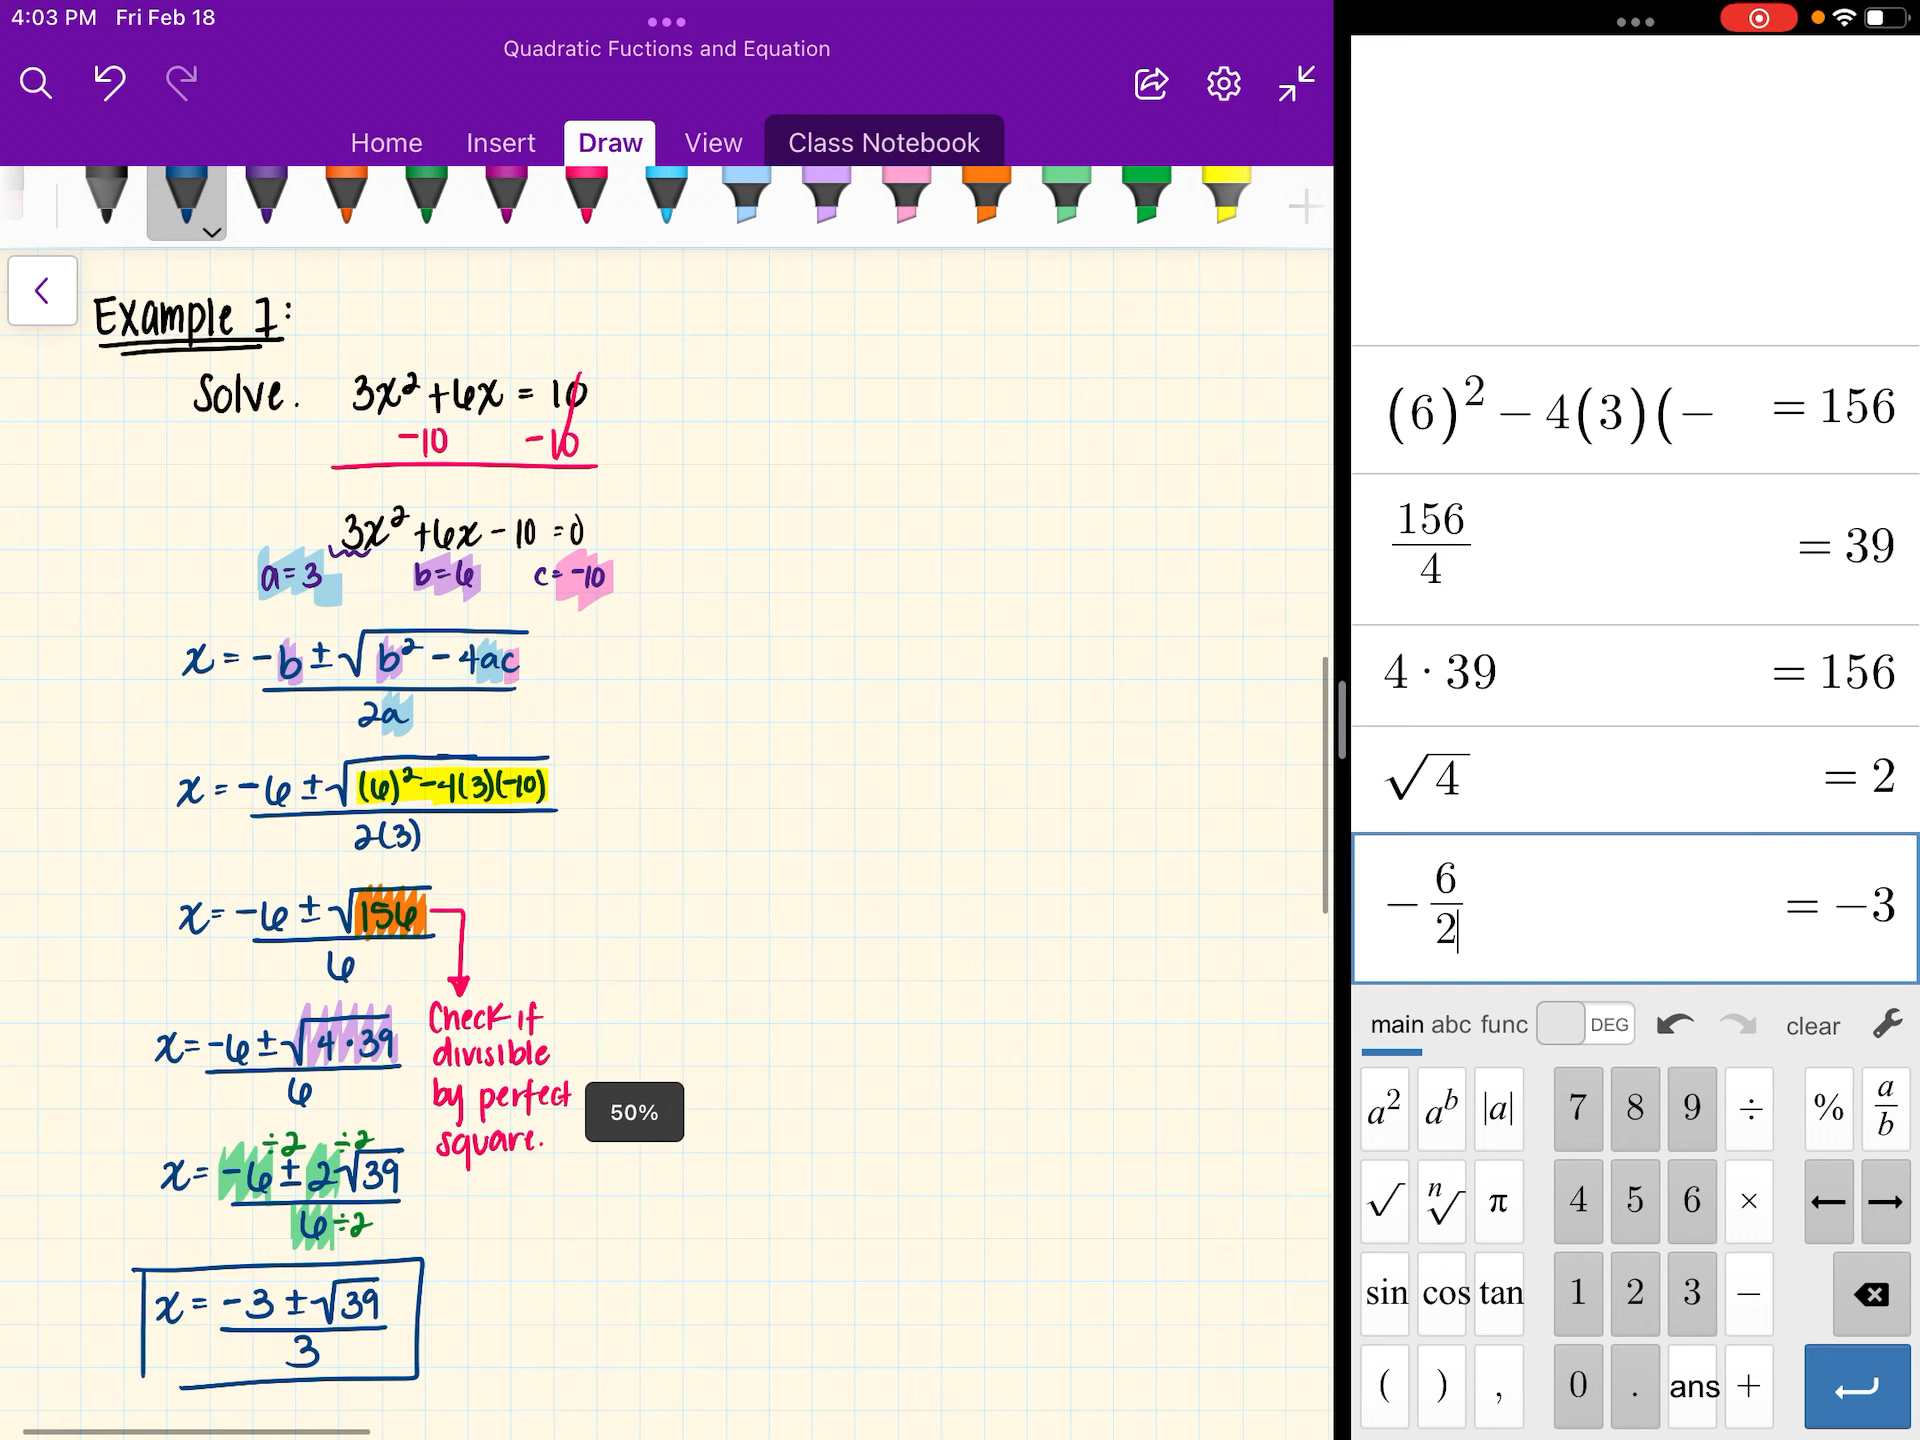 4:03 PM Fri Feb 18
Quadratic Fuctions and Equation
Home Insert Draw View Class Notebook
Example 1:
Solve. 3x² + 6x = 10
-10 -10
3x² + 6x - 10 = 0
a = 3 b = 6 c = -10
x = -b ± √b² - 4ac
2a
x = -6 ± √(6)² - 4(3)(-10)
2(3)
x = -6 ± √156
6
x = -6 ± √4 · 39
6
Check if
divisible
by perfect
square.
50%
÷2 ÷2
x = -6 ± 2√39
6 ÷2
x = -3 ± √39
3
(6)² − 4(3)(− = 156
156/4 = 39
4 · 39 = 156
√4 = 2
−6/2 = −3
main abc func DEG clear
a² aᵇ |a| 7 8 9 ÷ % a/b
√ ⁿ√ π 4 5 6 × ← →
sin cos tan 1 2 3 −
( ) , 0 . ans +